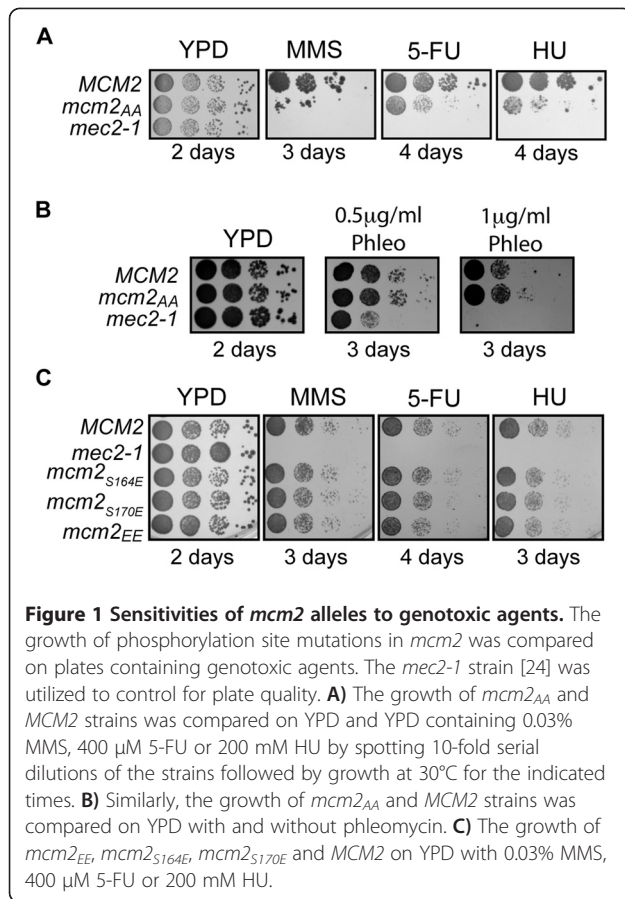 A
YPD MMS 5-FU HU
MCM2
mcm2AA
mec2-1
2 days 3 days 4 days 4 days
B
YPD 0.5µg/ml Phleo 1µg/ml Phleo
MCM2
mcm2AA
mec2-1
2 days 3 days 3 days
C
YPD MMS 5-FU HU
MCM2
mec2-1
mcm2S164E
mcm2S170E
mcm2EE
2 days 3 days 4 days 3 days
Figure 1 Sensitivities of mcm2 alleles to genotoxic agents. The
growth of phosphorylation site mutations in mcm2 was compared
on plates containing genotoxic agents. The mec2-1 strain [24] was
utilized to control for plate quality. A) The growth of mcm2AA and
MCM2 strains was compared on YPD and YPD containing 0.03%
MMS, 400 µM 5-FU or 200 mM HU by spotting 10-fold serial
dilutions of the strains followed by growth at 30°C for the indicated
times. B) Similarly, the growth of mcm2AA and MCM2 strains was
compared on YPD with and without phleomycin. C) The growth of
mcm2EE, mcm2S164E, mcm2S170E and MCM2 on YPD with 0.03% MMS,
400 µM 5-FU or 200 mM HU.